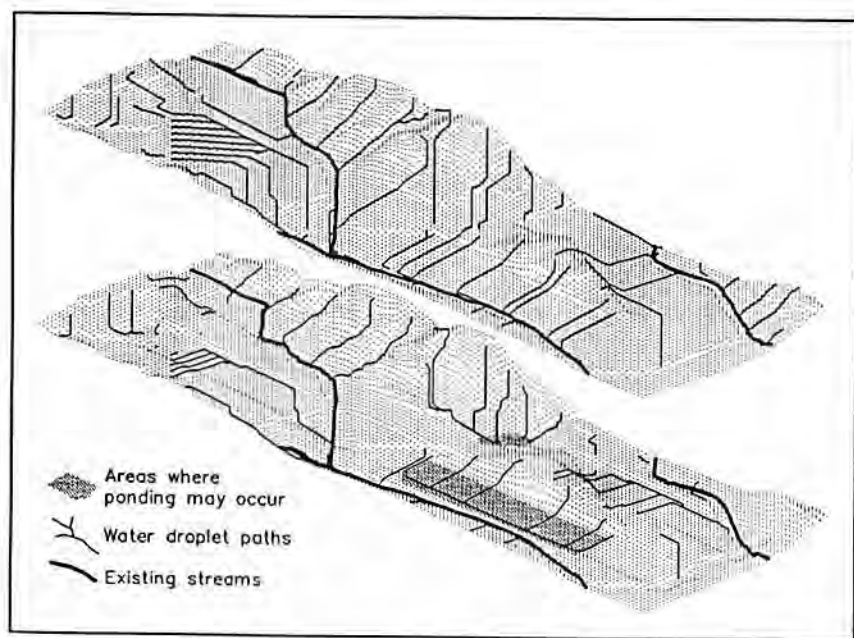 Areas where
ponding may occur
Water droplet paths
Existing streams